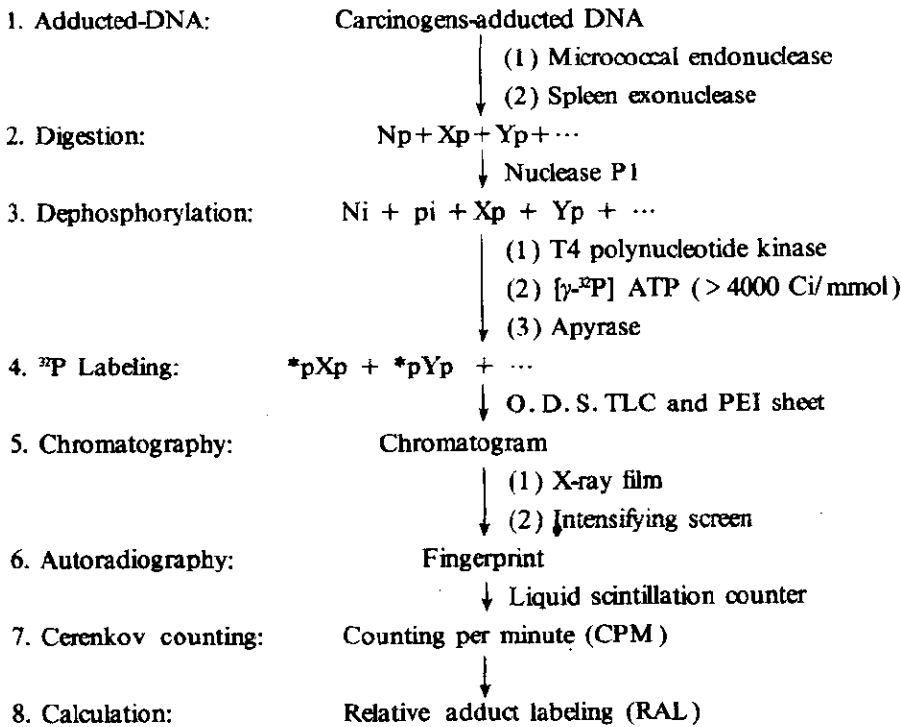 1. Adducted-DNA: Carcinogens-adducted DNA
(1) Micrococcal endonuclease
(2) Spleen exonuclease
2. Digestion: Np + Xp + Yp + ···
Nuclease P1
3. Dephosphorylation: Ni + pi + Xp + Yp + ···
(1) T4 polynucleotide kinase
(2) [γ-³²P] ATP (> 4000 Ci/mmol)
(3) Apyrase
4. ³²P Labeling: *pXp + *pYp + ···
O. D. S. TLC and PEI sheet
5. Chromatography: Chromatogram
(1) X-ray film
(2) Intensifying screen
6. Autoradiography: Fingerprint
Liquid scintillation counter
7. Cerenkov counting: Counting per minute (CPM)
8. Calculation: Relative adduct labeling (RAL)